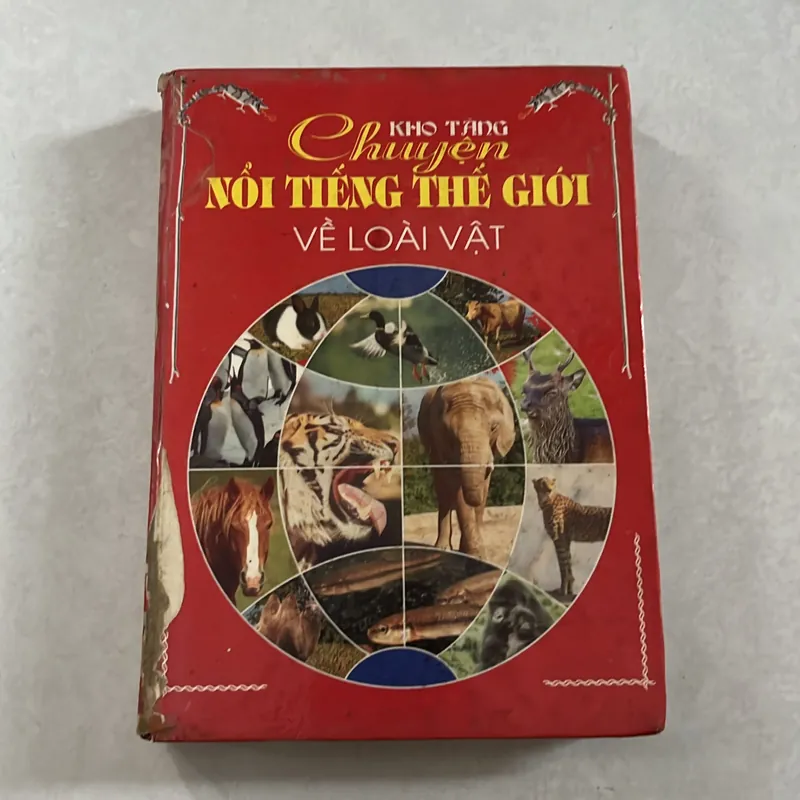 KHO TÀNG
Chuyện
NỔI TIẾNG THẾ GIỚI
VỀ LOÀI VẬT